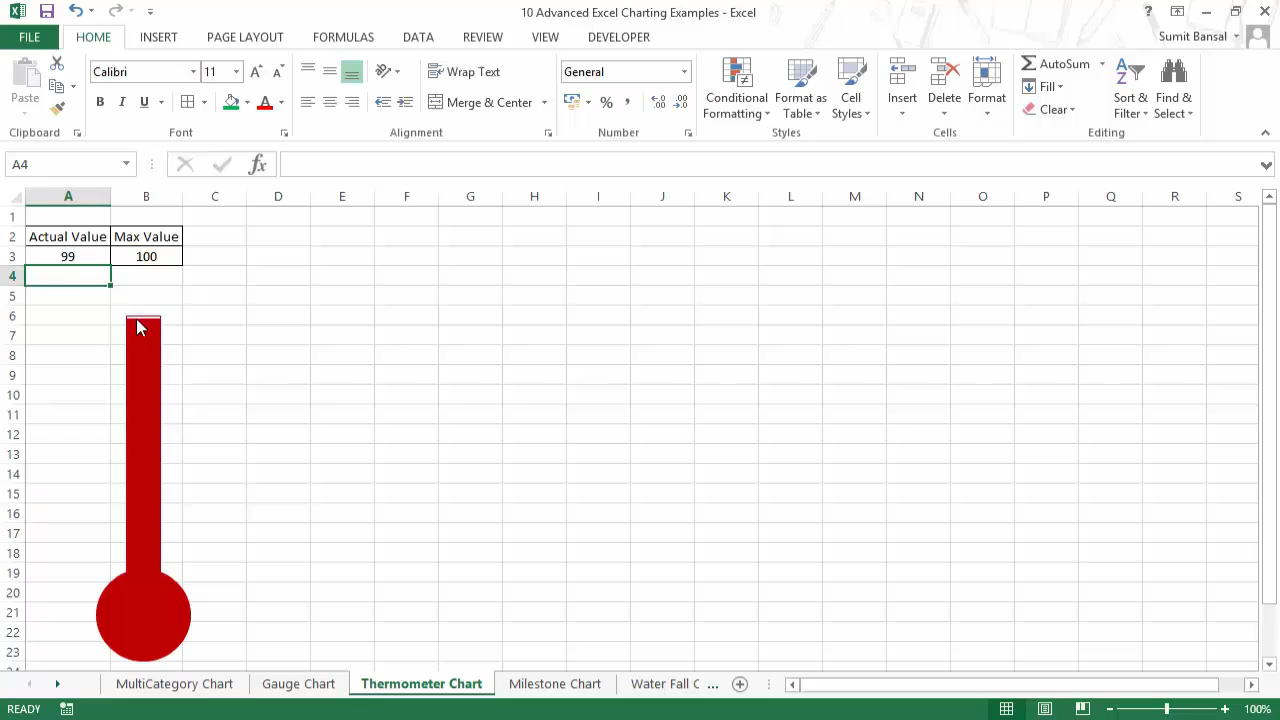 10 Advanced Excel Charting Examples - Excel
FILE HOME INSERT PAGE LAYOUT FORMULAS DATA REVIEW VIEW DEVELOPER Sumit Bansal
Paste
Calibri 11
B I U A
Wrap Text
Merge & Center
General
% ,
Conditional Formatting
Format as Table
Cell Styles
Insert Delete Format
AutoSum
Fill
Clear
Sort & Filter
Find & Select
Clipboard Font Alignment Number Styles Cells Editing
A4 fx
A B C D E F G H I J K L M N O P Q R S
1
2 Actual Value Max Value
3 99 100
4
5
6
7
8
9
10
11
12
13
14
15
16
17
18
19
20
21
22
23
MultiCategory Chart Gauge Chart Thermometer Chart Milestone Chart Water Fall C ...
READY 100%